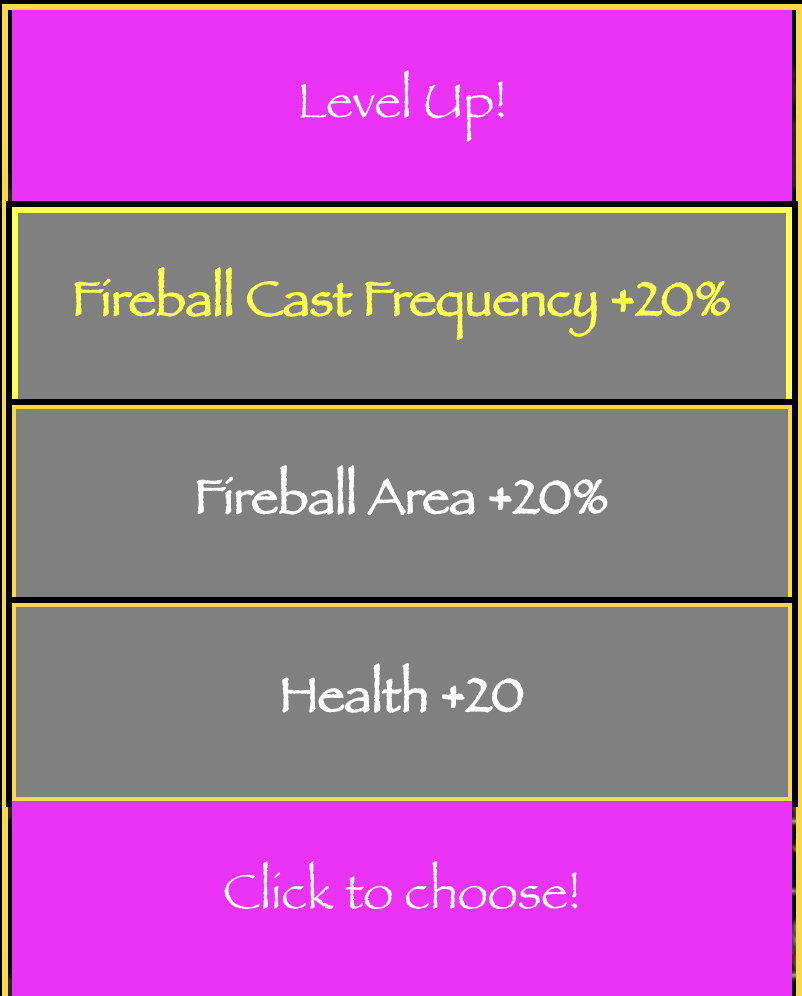 Level Up!
Fireball Cast Frequency +20%
Fireball Area +20%
Health +20
Click to choose!